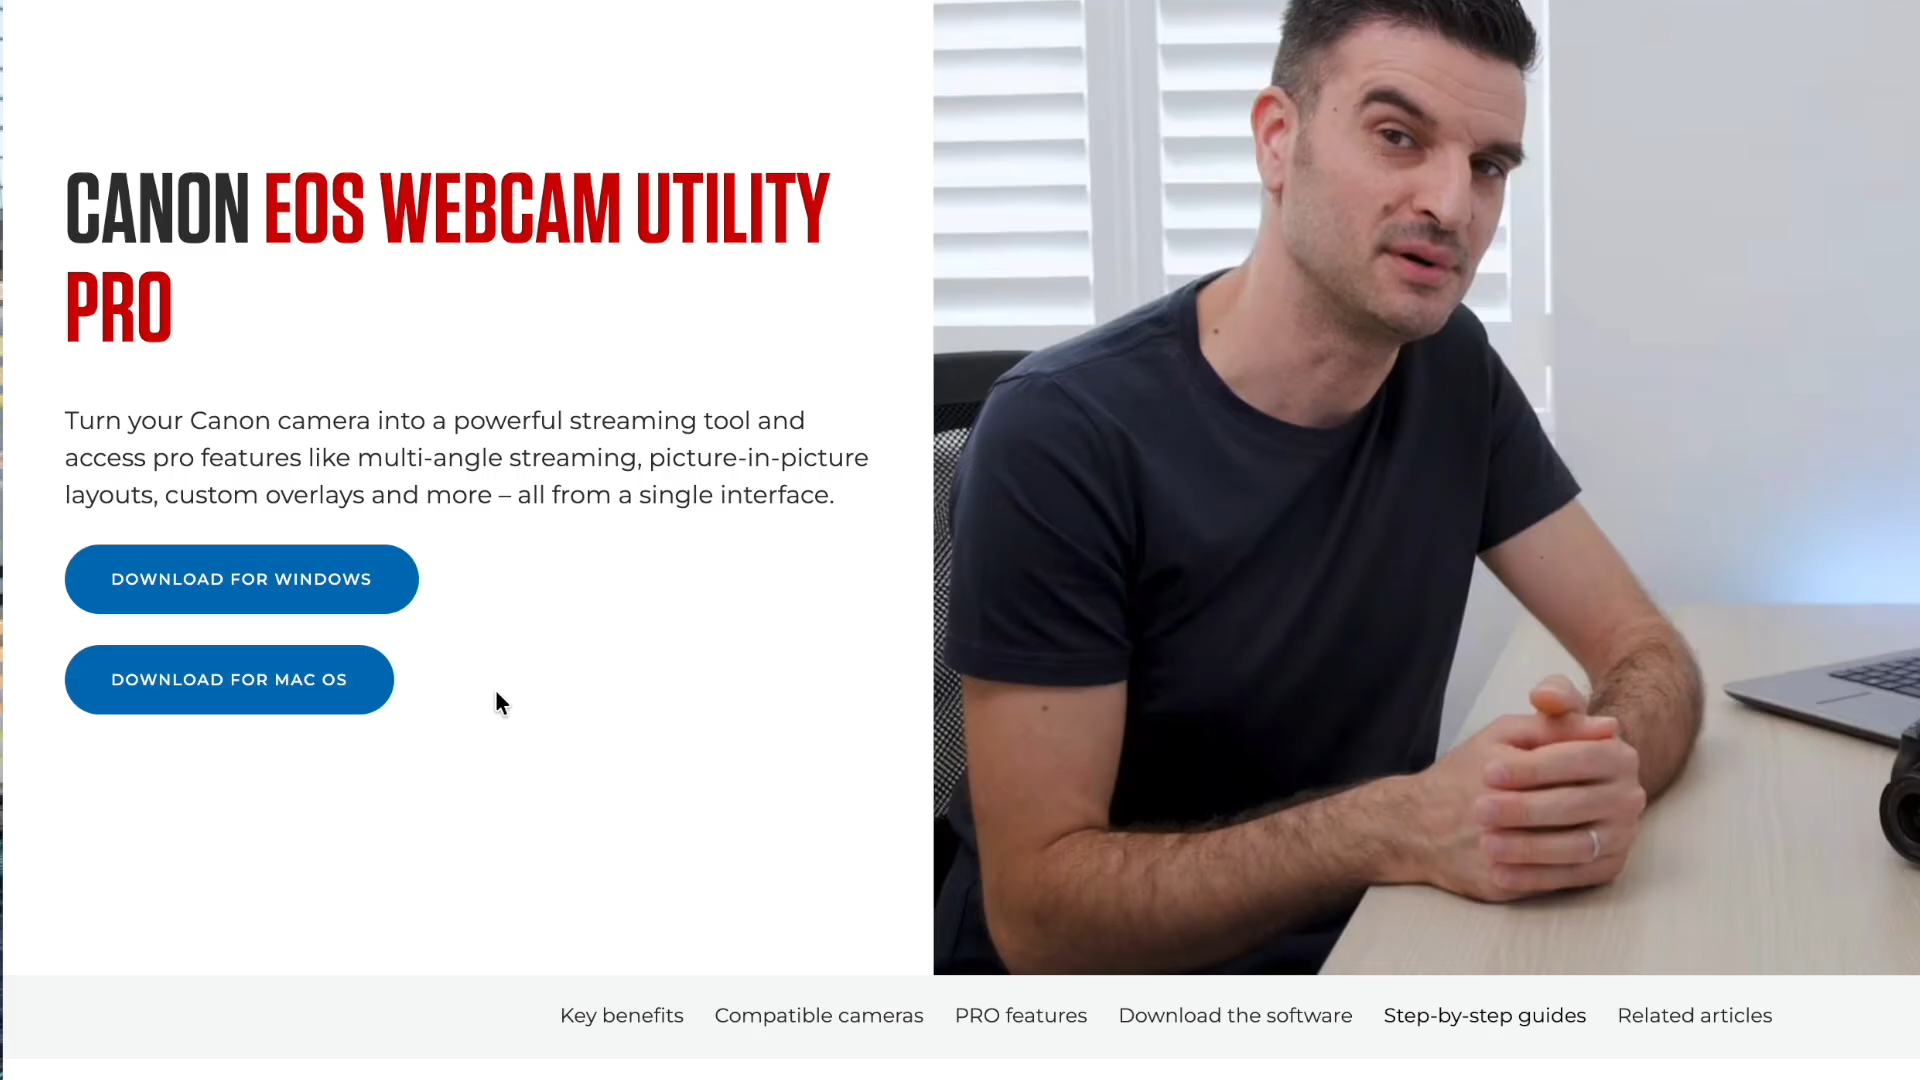 CANON EOS WEBCAM UTILITY
PRO
Turn your Canon camera into a powerful streaming tool and
access pro features like multi-angle streaming, picture-in-picture
layouts, custom overlays and more – all from a single interface.
DOWNLOAD FOR WINDOWS
DOWNLOAD FOR MAC OS
Key benefits Compatible cameras PRO features Download the software Step-by-step guides Related articles